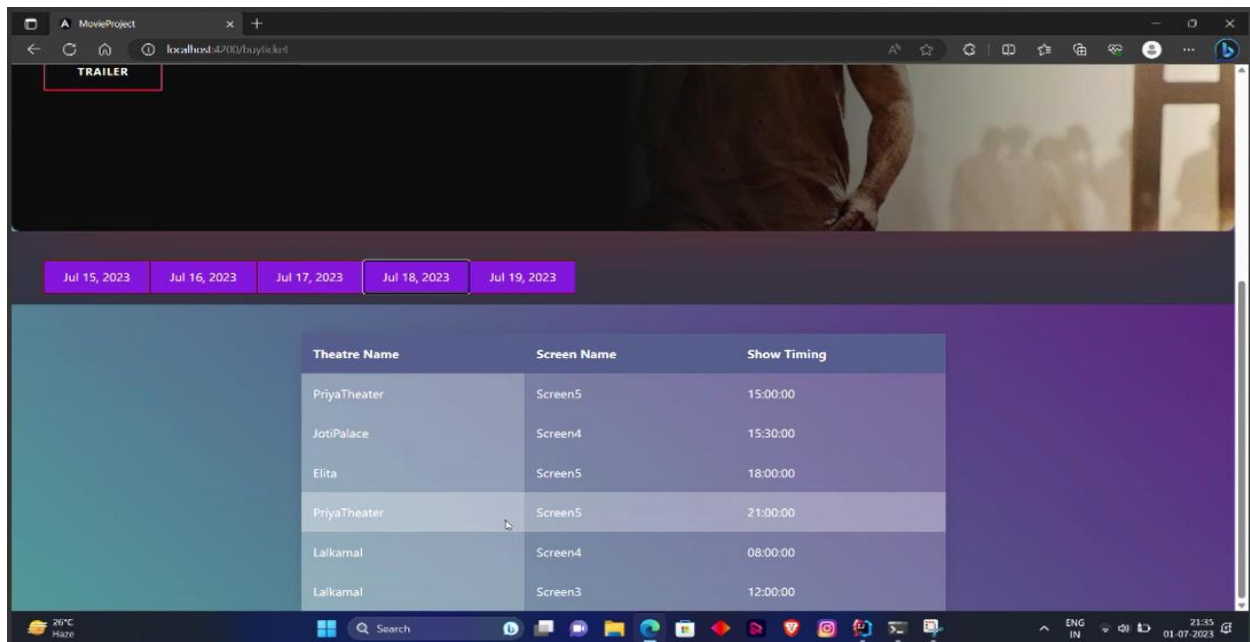 MovieProject
localhost:4200/buyticket
TRAILER
Jul 15, 2023 Jul 16, 2023 Jul 17, 2023 Jul 18, 2023 Jul 19, 2023
Theatre Name Screen Name Show Timing
PriyaTheater Screen5 15:00:00
JotiPalace Screen4 15:30:00
Elita Screen5 18:00:00
PriyaTheater Screen5 21:00:00
Lalkamal Screen4 08:00:00
Lalkamal Screen3 12:00:00
26°C
Haze
Search
ENG
IN
21:35
01-07-2023